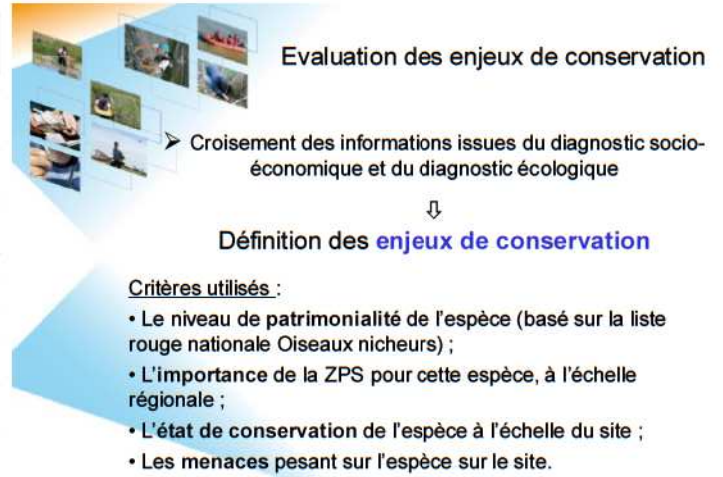 Evaluation des enjeux de conservation
➢ Croisement des informations issues du diagnostic socio-
économique et du diagnostic écologique
⇩
Définition des enjeux de conservation
Critères utilisés :
• Le niveau de patrimonialité de l'espèce (basé sur la liste
rouge nationale Oiseaux nicheurs) ;
• L'importance de la ZPS pour cette espèce, à l'échelle
régionale ;
• L'état de conservation de l'espèce à l'échelle du site ;
• Les menaces pesant sur l'espèce sur le site.